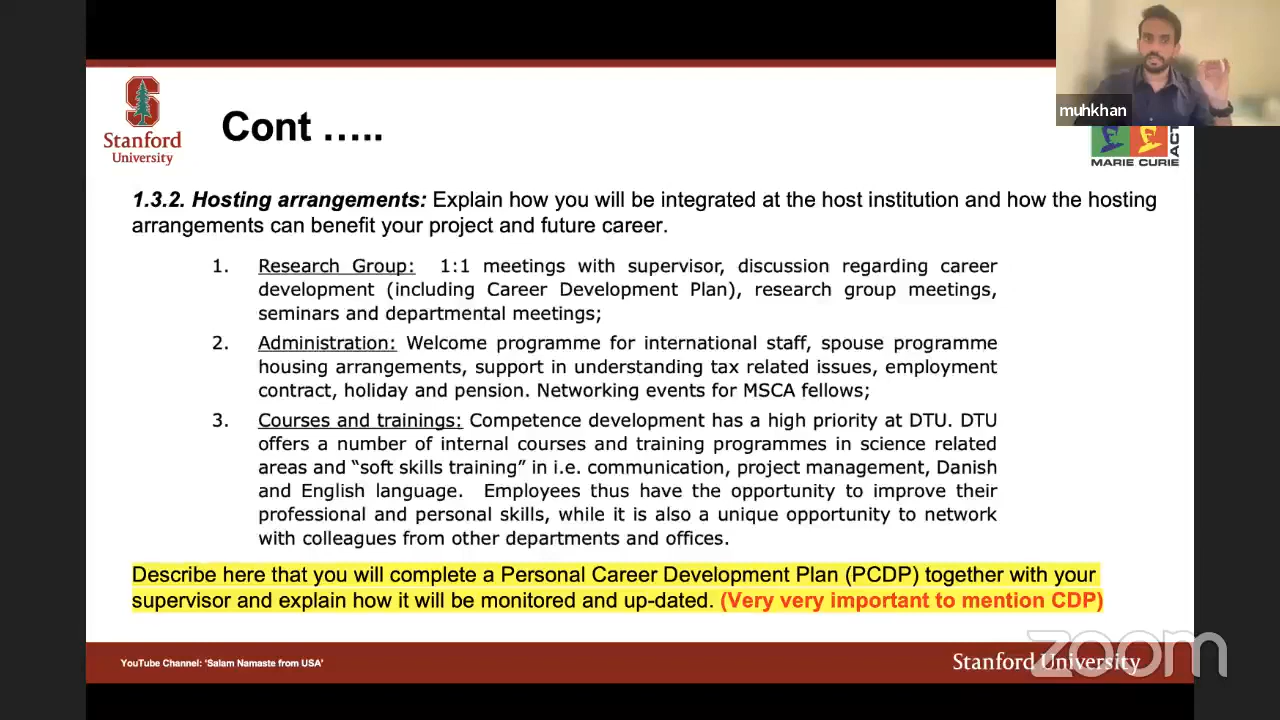 muhkhan
Stanford
University
Cont …..
ACT
MARIE CURIE
1.3.2. Hosting arrangements: Explain how you will be integrated at the host institution and how the hosting
arrangements can benefit your project and future career.
1. Research Group: 1:1 meetings with supervisor, discussion regarding career
development (including Career Development Plan), research group meetings,
seminars and departmental meetings;
2. Administration: Welcome programme for international staff, spouse programme
housing arrangements, support in understanding tax related issues, employment
contract, holiday and pension. Networking events for MSCA fellows;
3. Courses and trainings: Competence development has a high priority at DTU. DTU
offers a number of internal courses and training programmes in science related
areas and “soft skills training” in i.e. communication, project management, Danish
and English language. Employees thus have the opportunity to improve their
professional and personal skills, while it is also a unique opportunity to network
with colleagues from other departments and offices.
Describe here that you will complete a Personal Career Development Plan (PCDP) together with your
supervisor and explain how it will be monitored and up-dated. (Very very important to mention CDP)
YouTube Channel: 'Salam Namaste from USA'
Stanford University
zoom